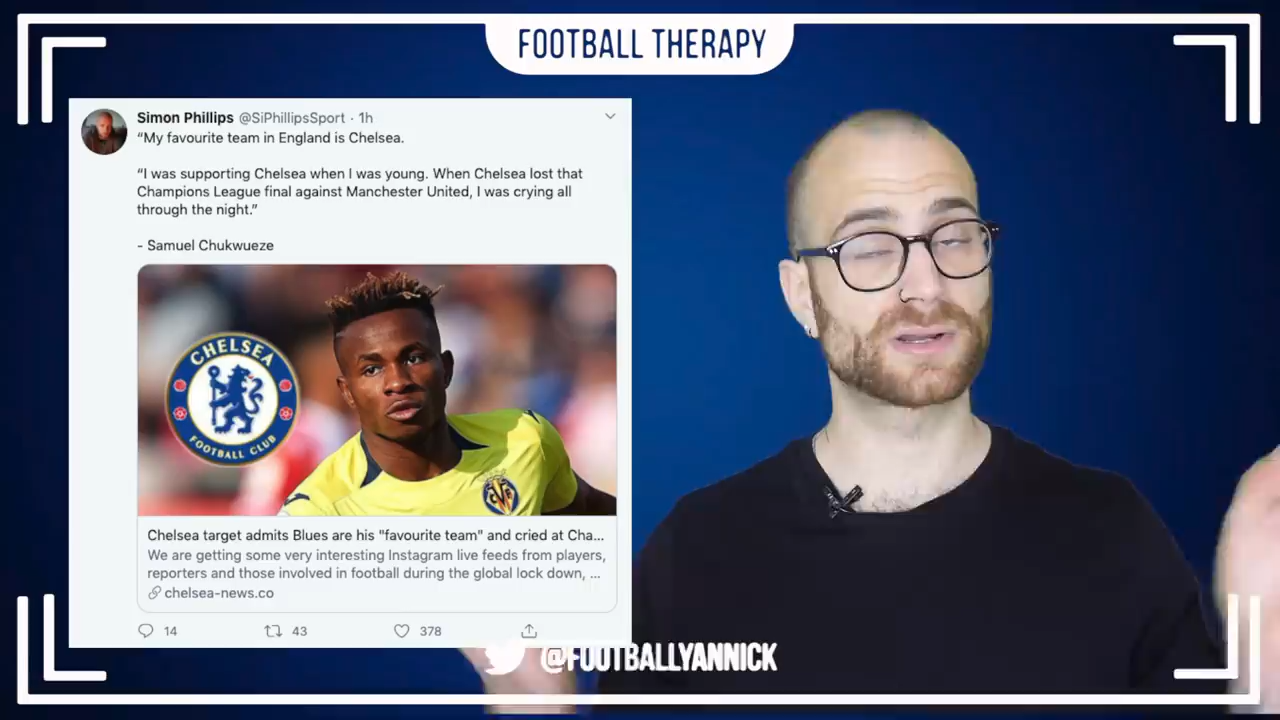 FOOTBALL THERAPY
Simon Phillips @SiPhillipsSport · 1h
“My favourite team in England is Chelsea.
“I was supporting Chelsea when I was young. When Chelsea lost that
Champions League final against Manchester United, I was crying all
through the night.”
- Samuel Chukwueze
CHELSEA
FOOTBALL CLUB
Chelsea target admits Blues are his "favourite team" and cried at Cha...
We are getting some very interesting Instagram live feeds from players,
reporters and those involved in football during the global lock down, ...
chelsea-news.co
14 43 378
@FOOTBALLYANNICK